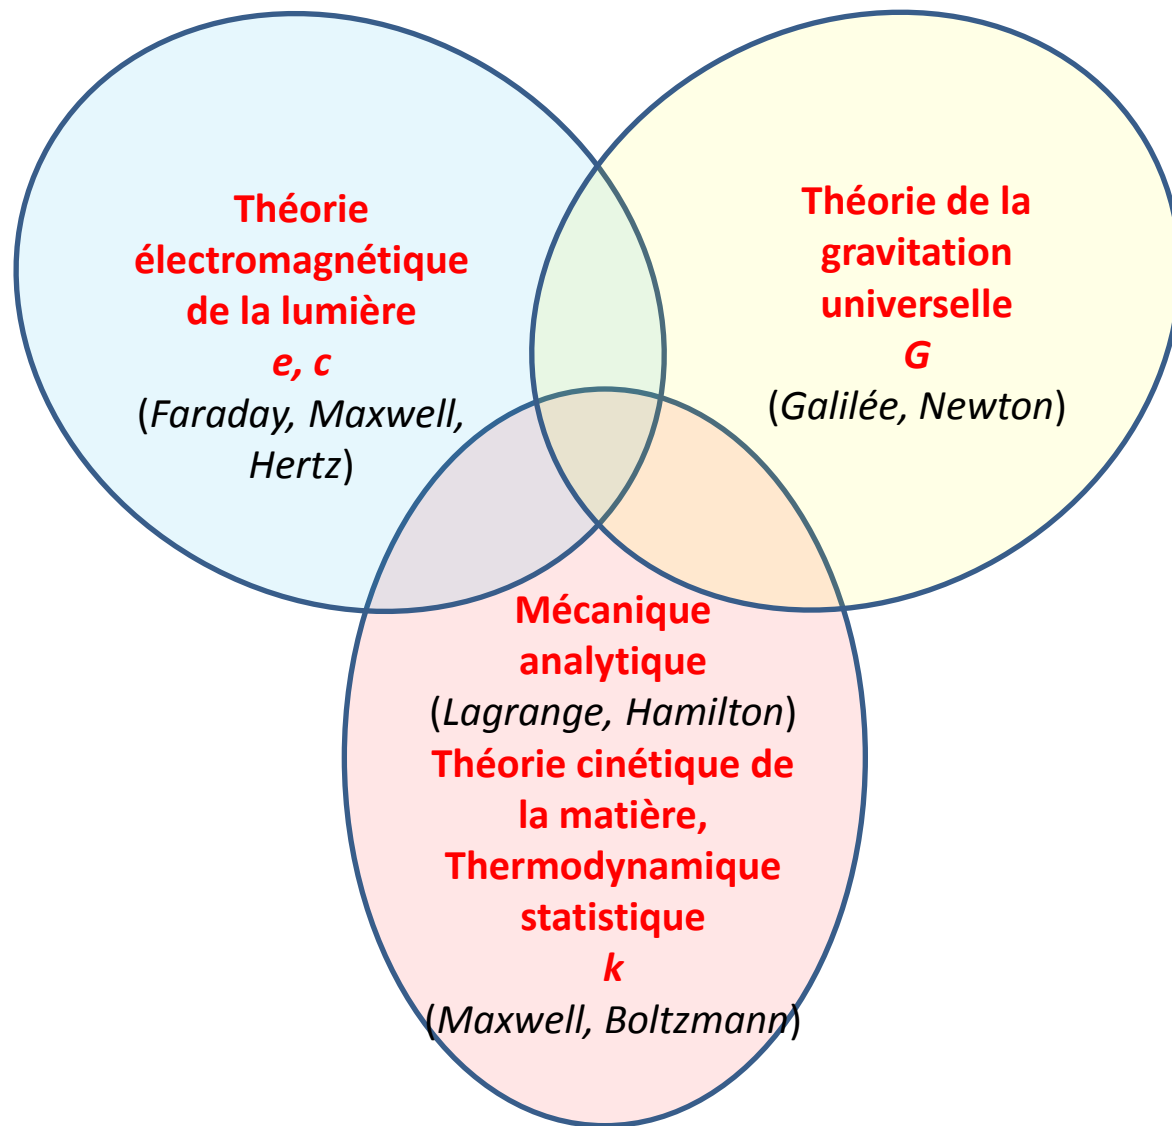 Théorie
électromagnétique
de la lumière
e, c
(Faraday, Maxwell,
Hertz)
Théorie de la
gravitation
universelle
G
(Galilée, Newton)
Mécanique
analytique
(Lagrange, Hamilton)
Théorie cinétique de
la matière,
Thermodynamique
statistique
k
(Maxwell, Boltzmann)